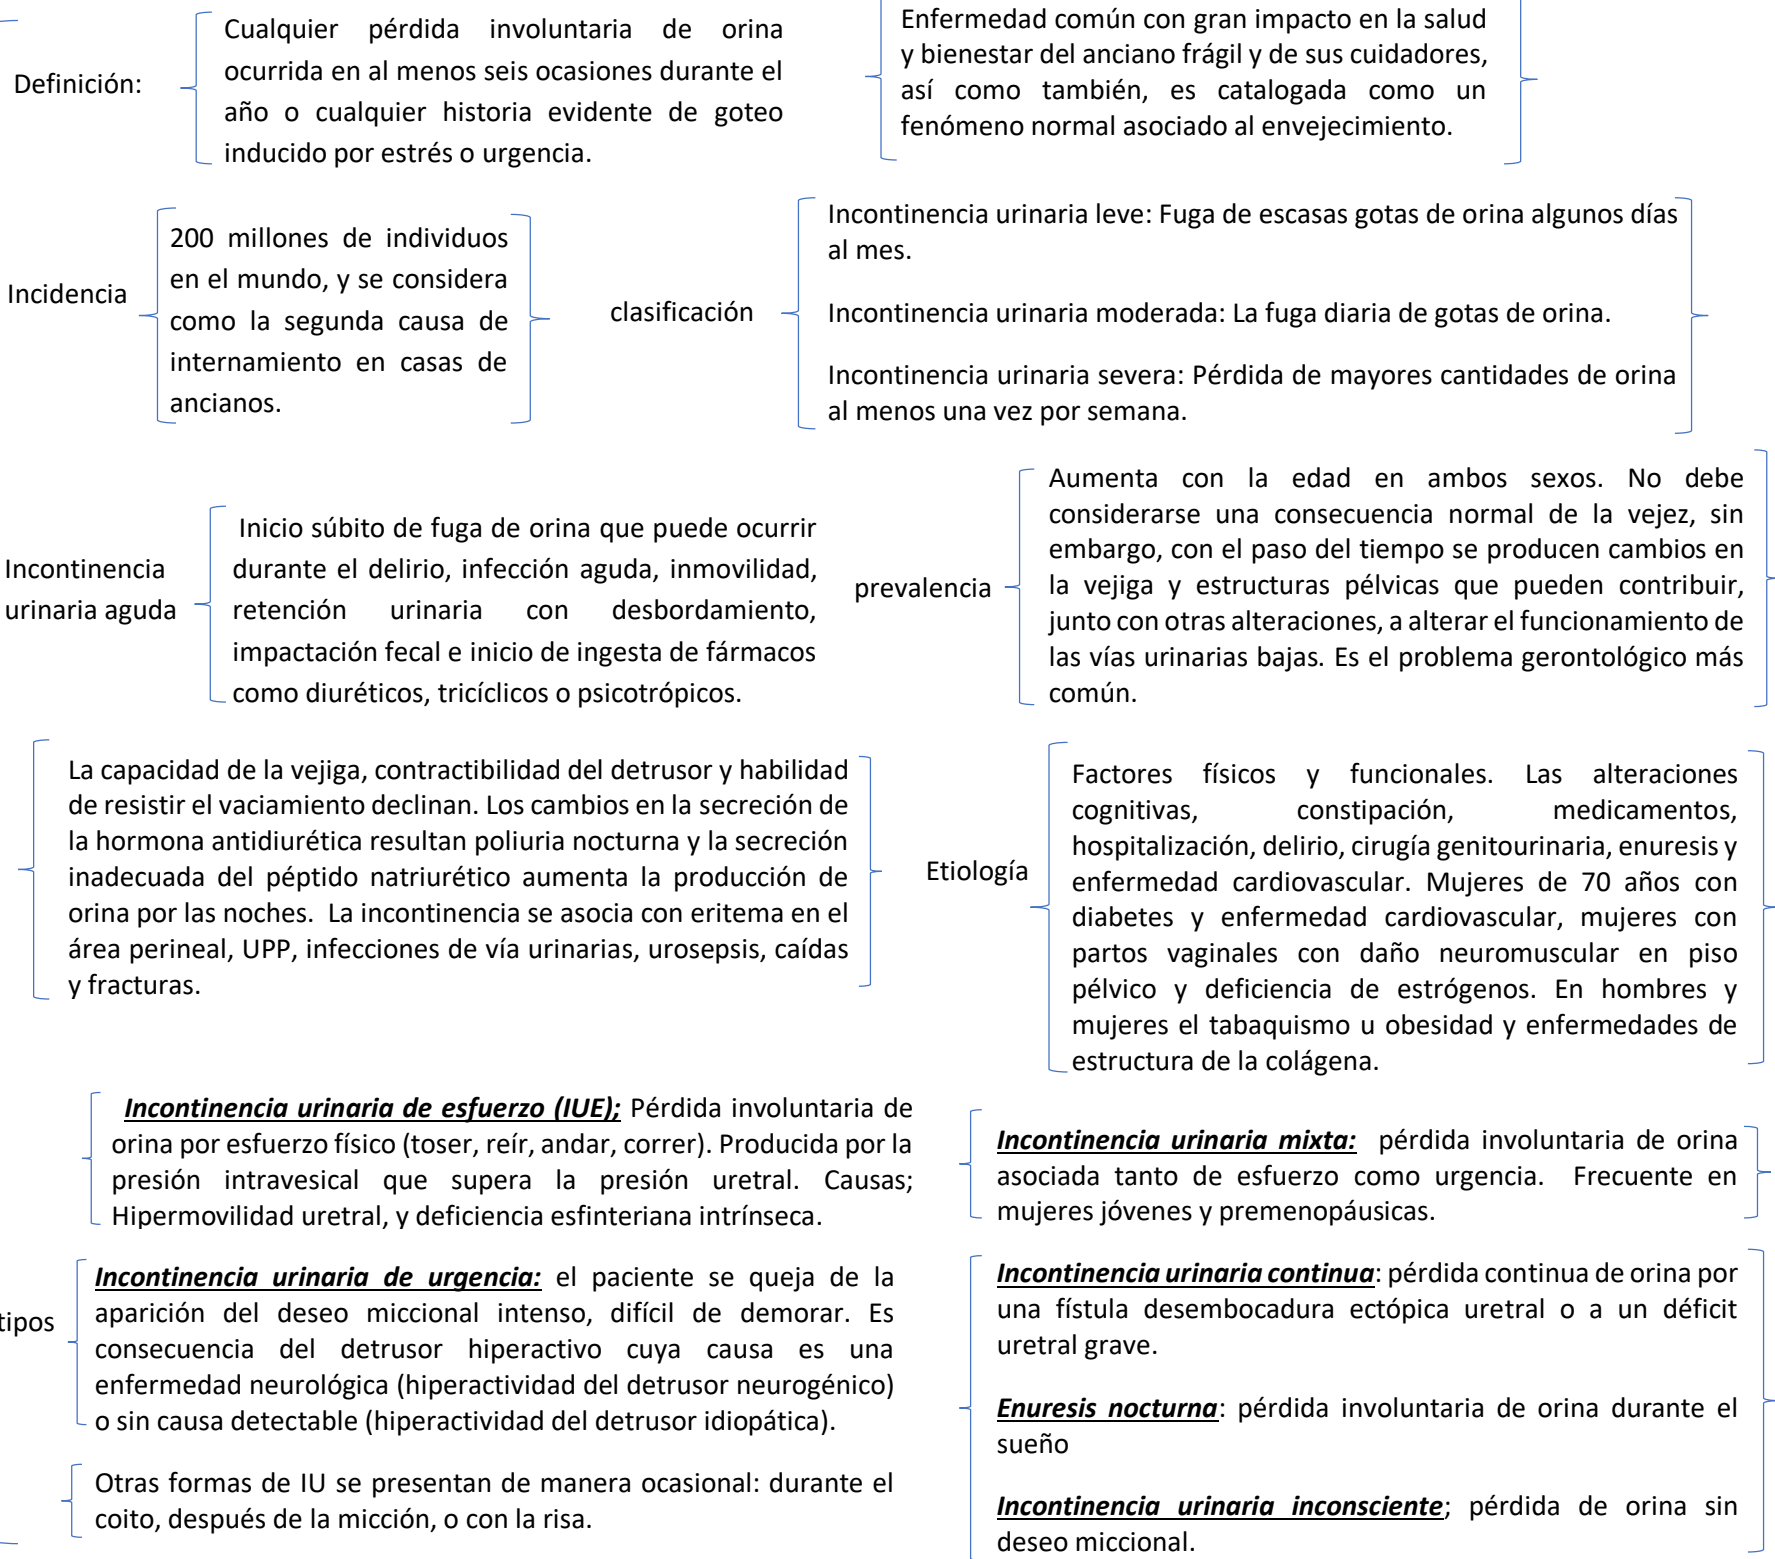 Definición:
Cualquier pérdida involuntaria de orina
ocurrida en al menos seis ocasiones durante el
año o cualquier historia evidente de goteo
inducido por estrés o urgencia.
Enfermedad común con gran impacto en la salud
y bienestar del anciano frágil y de sus cuidadores,
así como también, es catalogada como un
fenómeno normal asociado al envejecimiento.
Incidencia
200 millones de individuos
en el mundo, y se considera
como la segunda causa de
internamiento en casas de
ancianos.
clasificación
Incontinencia urinaria leve: Fuga de escasas gotas de orina algunos días
al mes.
Incontinencia urinaria moderada: La fuga diaria de gotas de orina.
Incontinencia urinaria severa: Pérdida de mayores cantidades de orina
al menos una vez por semana.
Incontinencia
urinaria aguda
Inicio súbito de fuga de orina que puede ocurrir
durante el delirio, infección aguda, inmovilidad,
retención urinaria con desbordamiento,
impactación fecal e inicio de ingesta de fármacos
como diuréticos, tricíclicos o psicotrópicos.
prevalencia
Aumenta con la edad en ambos sexos. No debe
considerarse una consecuencia normal de la vejez, sin
embargo, con el paso del tiempo se producen cambios en
la vejiga y estructuras pélvicas que pueden contribuir,
junto con otras alteraciones, a alterar el funcionamiento de
las vías urinarias bajas. Es el problema gerontológico más
común.
La capacidad de la vejiga, contractibilidad del detrusor y habilidad
de resistir el vaciamiento declinan. Los cambios en la secreción de
la hormona antidiurética resultan poliuria nocturna y la secreción
inadecuada del péptido natriurético aumenta la producción de
orina por las noches. La incontinencia se asocia con eritema en el
área perineal, UPP, infecciones de vía urinarias, urosepsis, caídas
y fracturas.
Etiología
Factores físicos y funcionales. Las alteraciones
cognitivas, constipación, medicamentos,
hospitalización, delirio, cirugía genitourinaria, enuresis y
enfermedad cardiovascular. Mujeres de 70 años con
diabetes y enfermedad cardiovascular, mujeres con
partos vaginales con daño neuromuscular en piso
pélvico y deficiencia de estrógenos. En hombres y
mujeres el tabaquismo u obesidad y enfermedades de
estructura de la colágena.
tipos
Incontinencia urinaria de esfuerzo (IUE); Pérdida involuntaria de
orina por esfuerzo físico (toser, reír, andar, correr). Producida por la
presión intravesical que supera la presión uretral. Causas;
Hipermovilidad uretral, y deficiencia esfinteriana intrínseca.
Incontinencia urinaria de urgencia: el paciente se queja de la
aparición del deseo miccional intenso, difícil de demorar. Es
consecuencia del detrusor hiperactivo cuya causa es una
enfermedad neurológica (hiperactividad del detrusor neurogénico)
o sin causa detectable (hiperactividad del detrusor idiopática).
Otras formas de IU se presentan de manera ocasional: durante el
coito, después de la micción, o con la risa.
Incontinencia urinaria mixta: pérdida involuntaria de orina
asociada tanto de esfuerzo como urgencia. Frecuente en
mujeres jóvenes y premenopáusicas.
Incontinencia urinaria continua: pérdida continua de orina por
una fístula desembocadura ectópica uretral o a un déficit
uretral grave.
Enuresis nocturna: pérdida involuntaria de orina durante el
sueño
Incontinencia urinaria inconsciente; pérdida de orina sin
deseo miccional.